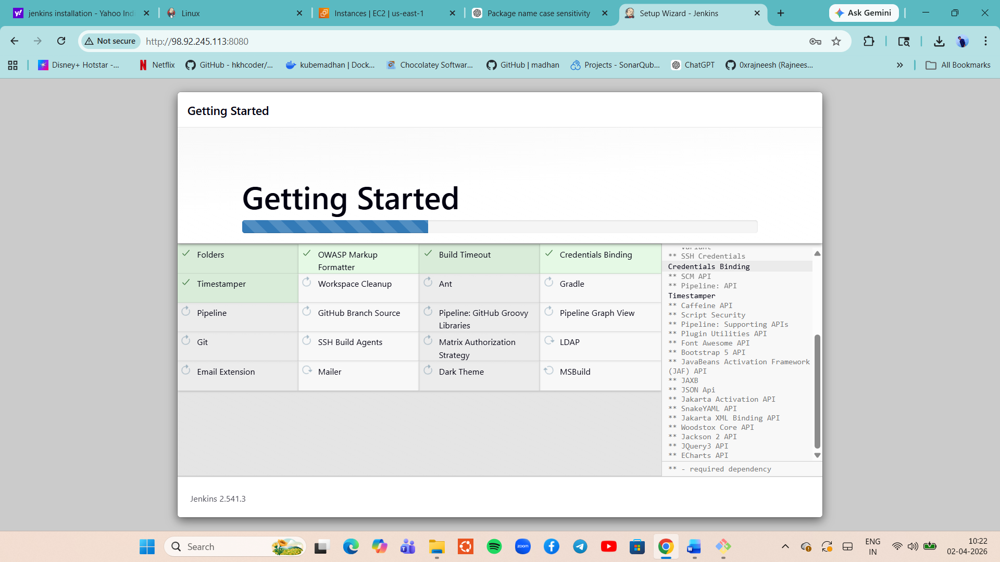 jenkins installation - Yahoo Ind
Linux
Instances | EC2 | us-east-1
Package name case sensitivity
Setup Wizard - Jenkins
Ask Gemini
Not secure
http://98.92.245.113:8080
Disney+ Hotstar -...
Netflix
GitHub - hkhcoder/...
kubemadhan | Dock...
Chocolatey Softwar...
GitHub | madhan
Projects - SonarQub...
ChatGPT
0xrajneesh (Rajnees...
All Bookmarks
Getting Started
Getting Started
Folders
OWASP Markup
Formatter
Build Timeout
Credentials Binding
Timestamper
Workspace Cleanup
Ant
Gradle
Pipeline
GitHub Branch Source
Pipeline: GitHub Groovy
Libraries
Pipeline Graph View
Git
SSH Build Agents
Matrix Authorization
Strategy
LDAP
Email Extension
Mailer
Dark Theme
MSBuild
** SSH Credentials
Credentials Binding
** SCM API
** Pipeline: API
Timestamper
** Caffeine API
** Script Security
** Pipeline: Supporting APIs
** Plugin Utilities API
** Font Awesome API
** Bootstrap 5 API
** JavaBeans Activation Framework
(JAF) API
** JAXB
** JSON Api
** Jakarta Activation API
** SnakeYAML API
** Jakarta XML Binding API
** Woodstox Core API
** Jackson 2 API
** JQuery3 API
** ECharts API
** - required dependency
Jenkins 2.541.3
Search
zoom
ENG
IN
10:22
02-04-2026